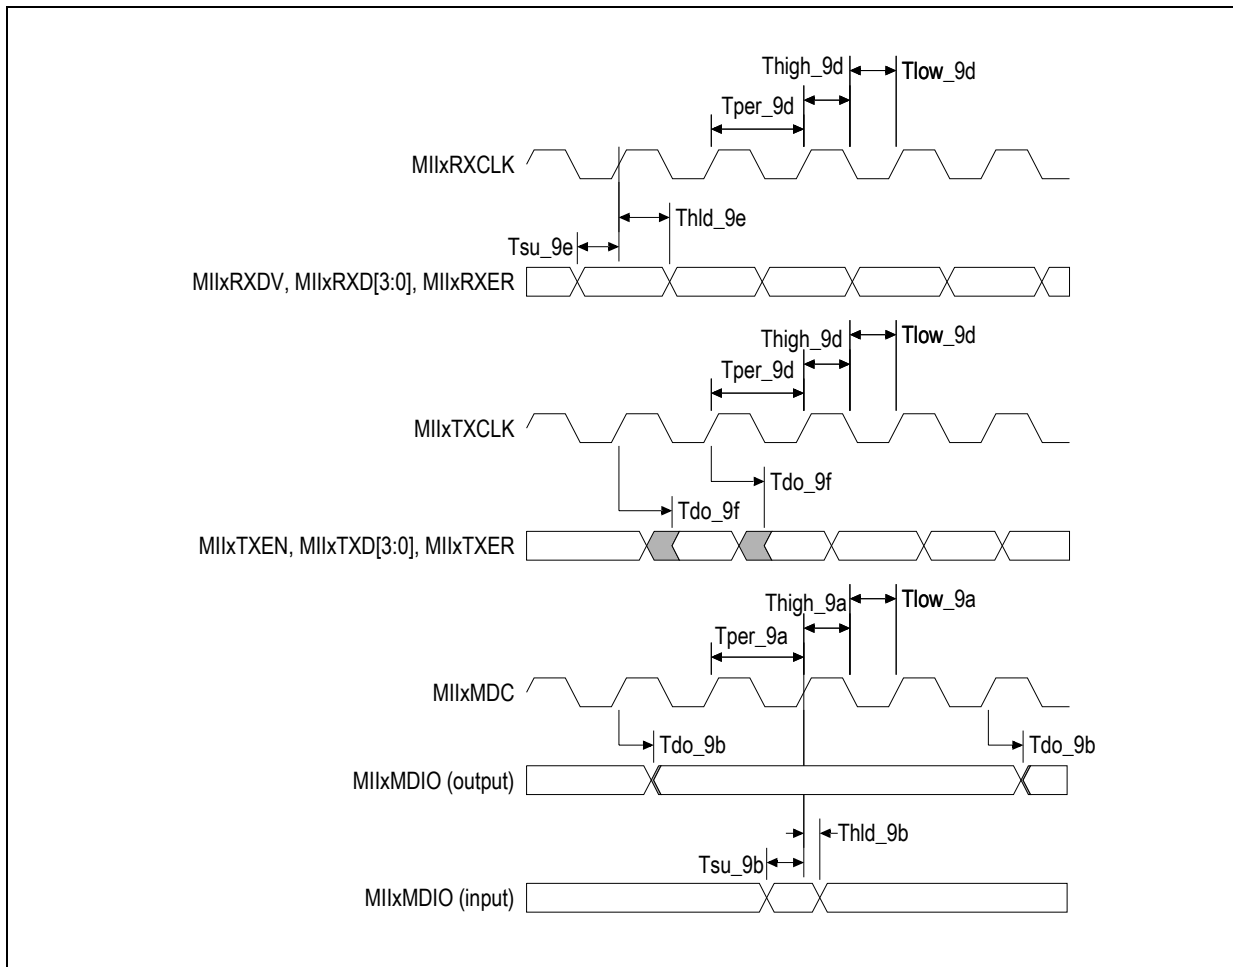 Thigh_9d
Tlow_9d
Tper_9d
MIIxRXCLK
Thld_9e
Tsu_9e
MIIxRXDV, MIIxRXD[3:0], MIIxRXER
Thigh_9d
Tlow_9d
Tper_9d
MIIxTXCLK
Tdo_9f
Tdo_9f
MIIxTXEN, MIIxTXD[3:0], MIIxTXER
Thigh_9a
Tlow_9a
Tper_9a
MIIxMDC
Tdo_9b
Tdo_9b
MIIxMDIO (output)
Thld_9b
Tsu_9b
MIIxMDIO (input)